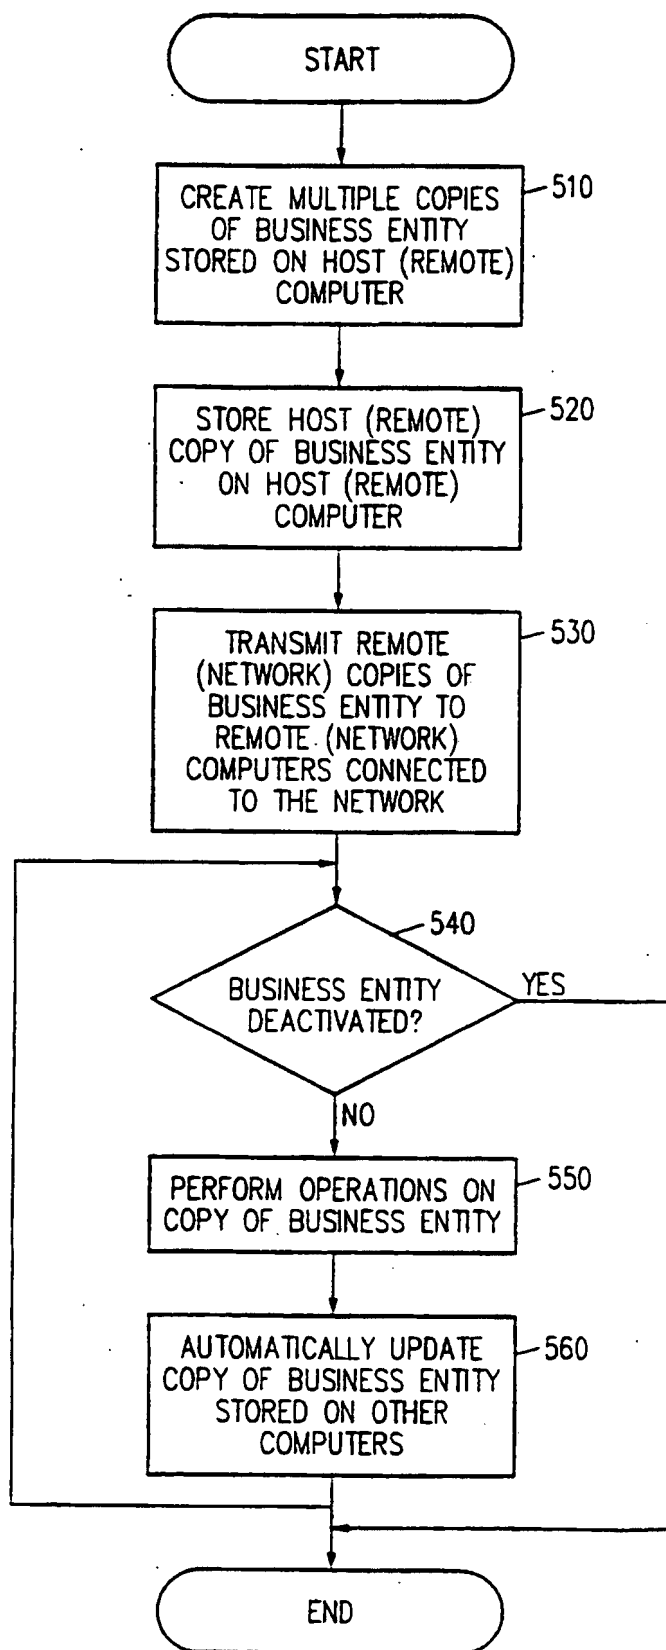 START
CREATE MULTIPLE COPIES
OF BUSINESS ENTITY
STORED ON HOST (REMOTE)
COMPUTER
510
STORE HOST (REMOTE)
COPY OF BUSINESS ENTITY
ON HOST (REMOTE)
COMPUTER
520
TRANSMIT REMOTE
(NETWORK) COPIES OF
BUSINESS ENTITY TO
REMOTE (NETWORK)
COMPUTERS CONNECTED
TO THE NETWORK
530
540
BUSINESS ENTITY
DEACTIVATED?
YES
NO
PERFORM OPERATIONS ON
COPY OF BUSINESS ENTITY
550
AUTOMATICALLY UPDATE
COPY OF BUSINESS ENTITY
STORED ON OTHER
COMPUTERS
560
END